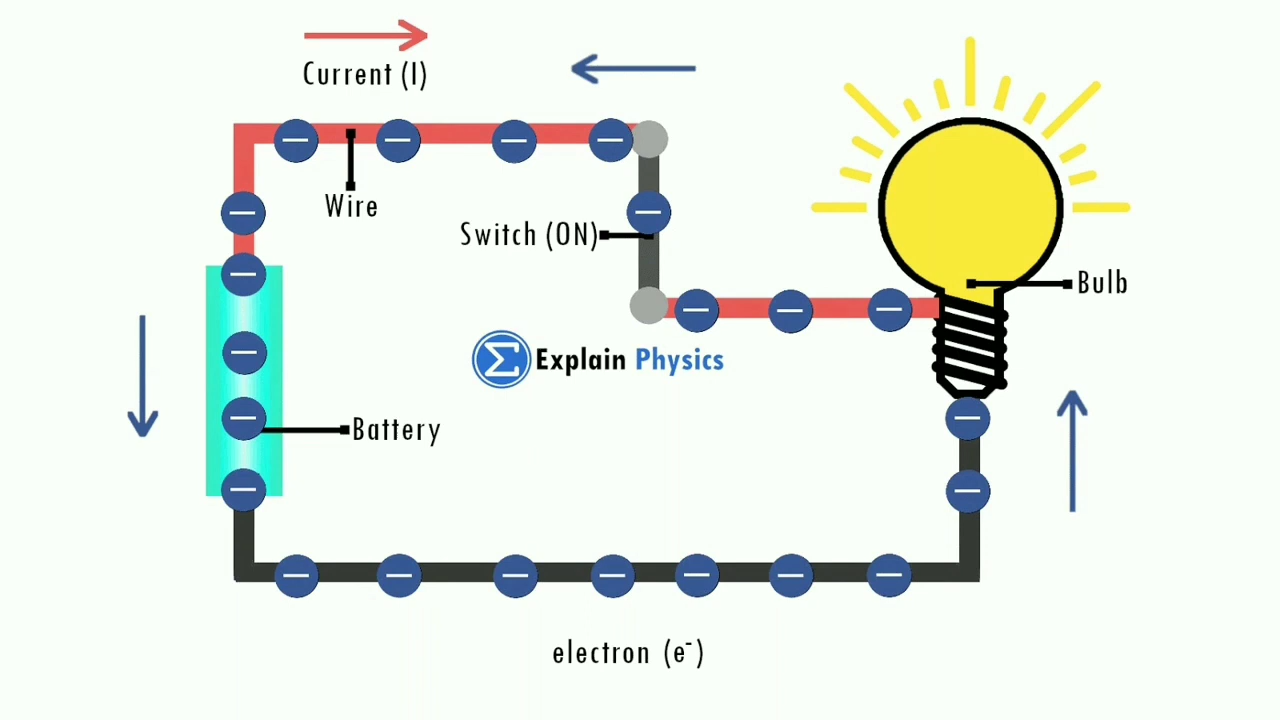 Current (I)
Wire
Switch (ON)
Bulb
Explain Physics
Battery
electron (e⁻)